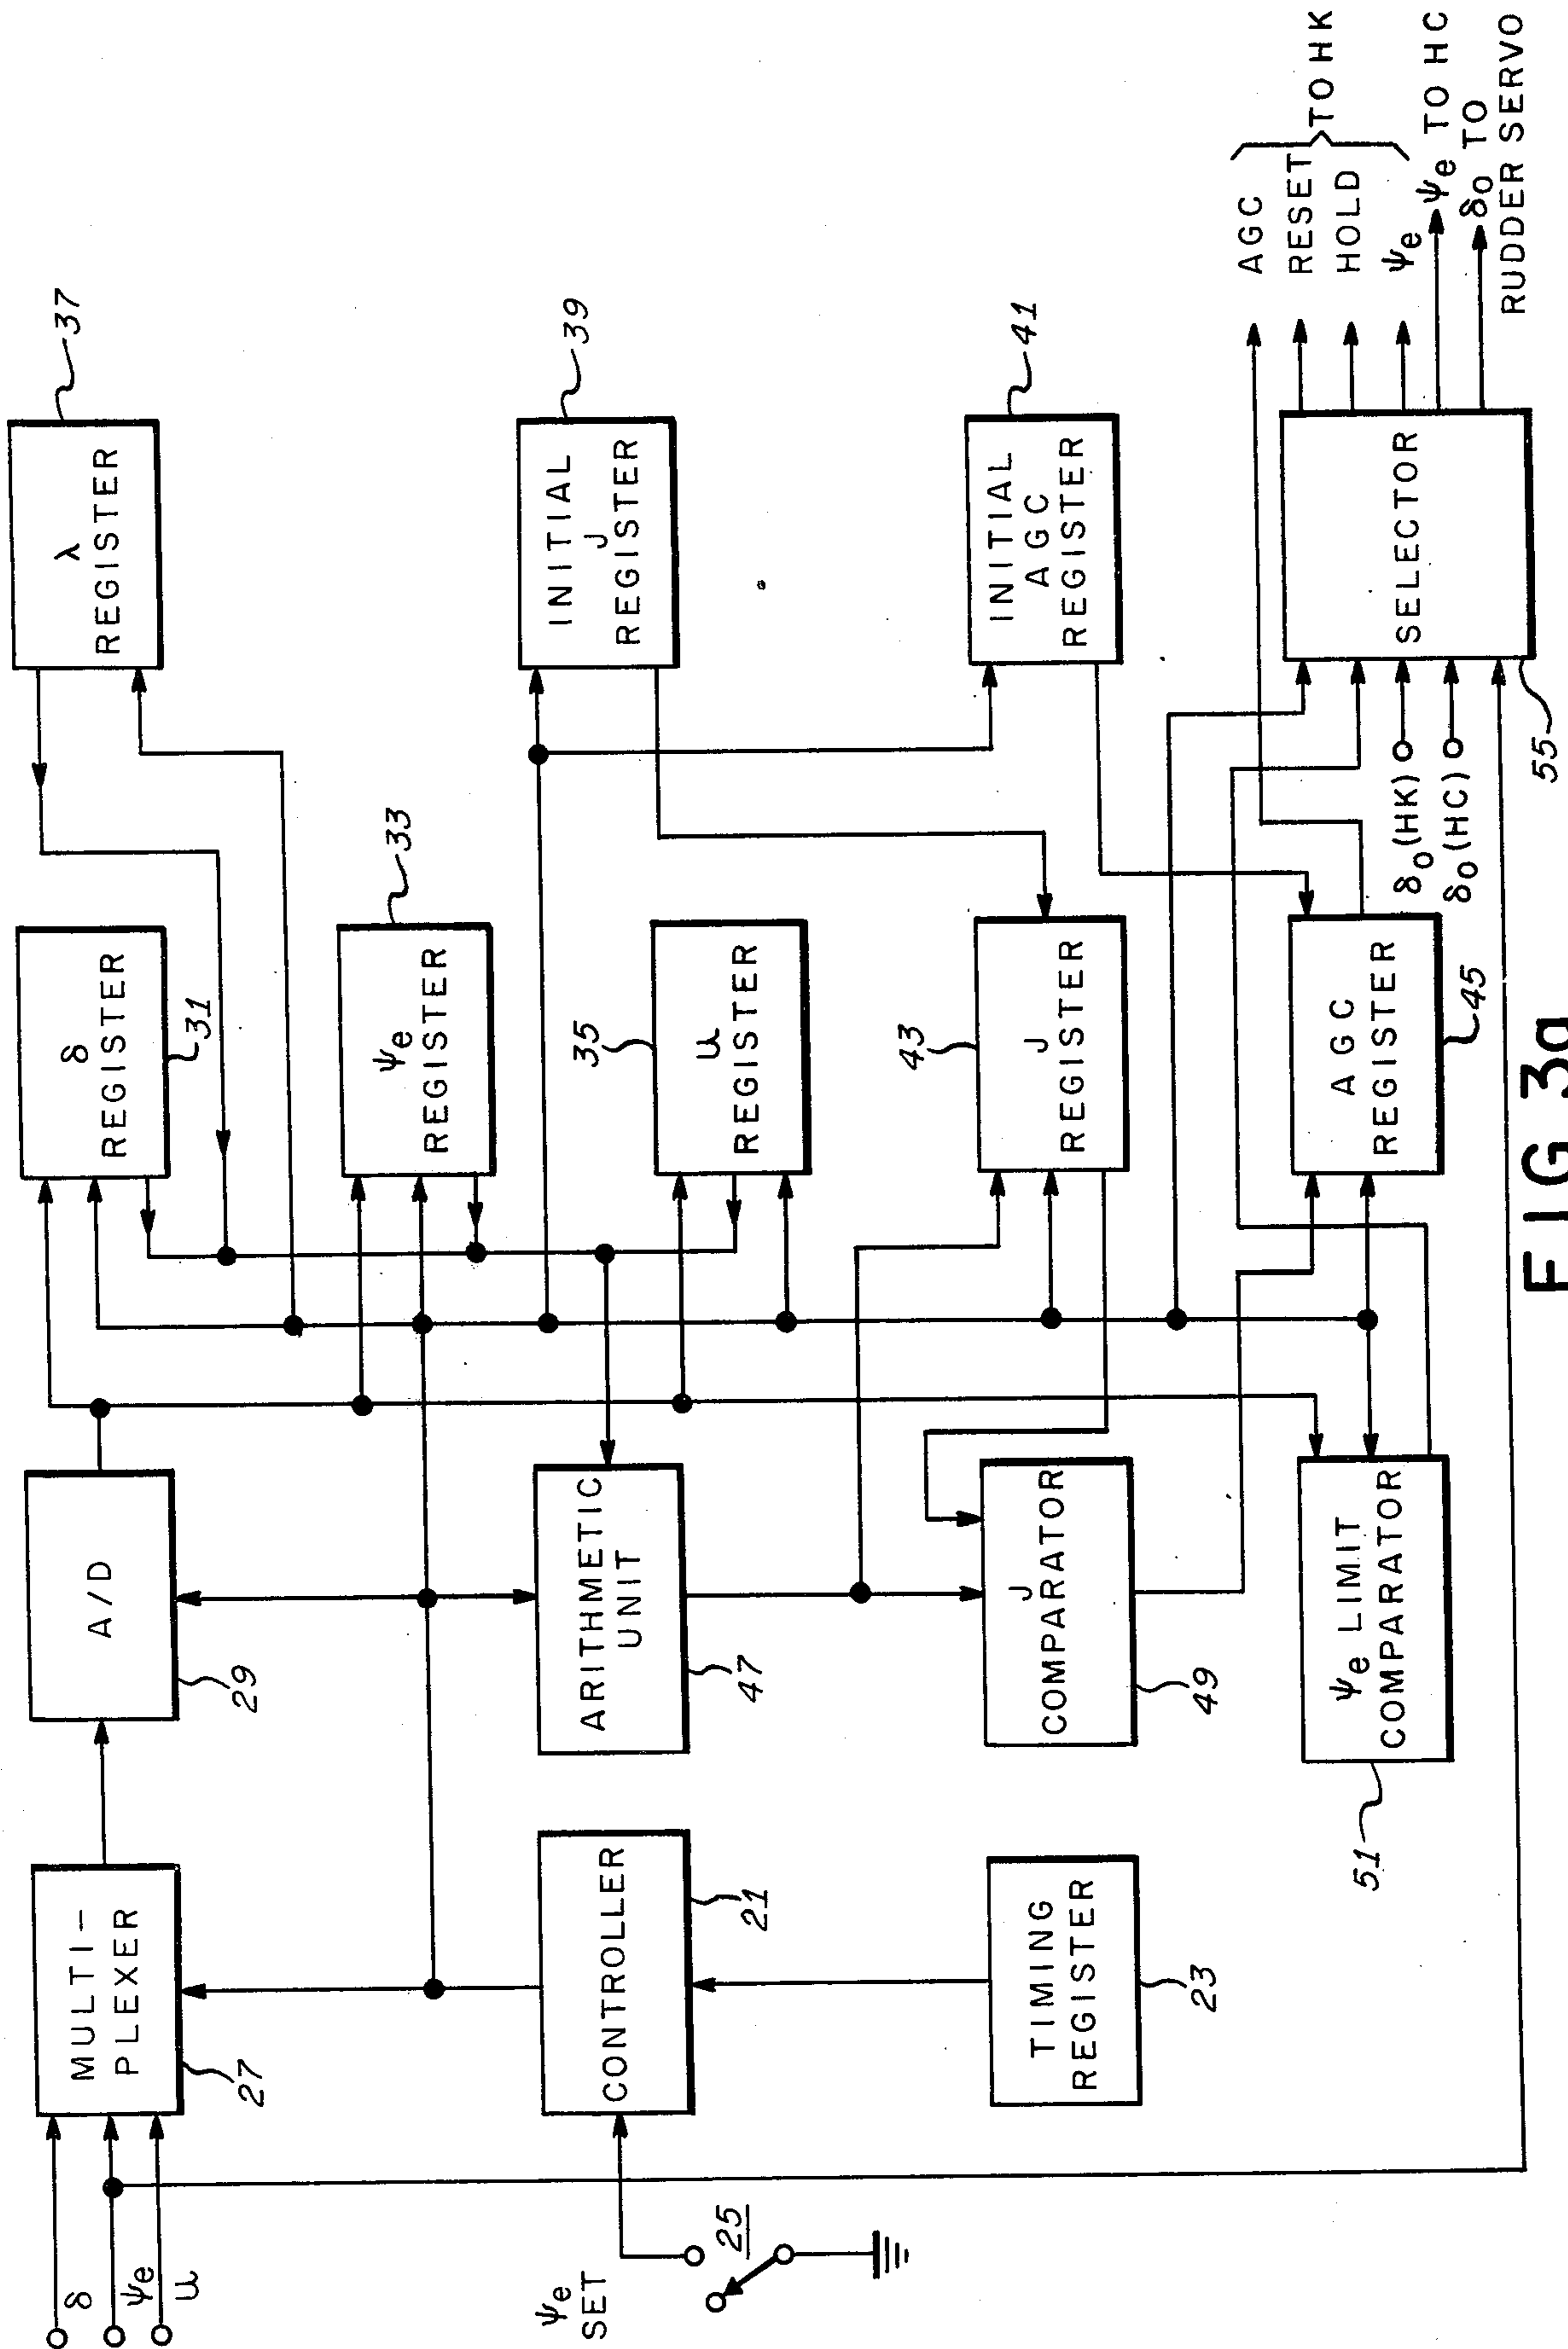 δ
ψe
u
MULTI-
PLEXER
27
A/D
29
δ
REGISTER
31
λ
REGISTER
37
ψe
REGISTER
33
ψe
SET
25
CONTROLLER
21
ARITHMETIC
UNIT
47
u
REGISTER
35
INITIAL
J
REGISTER
39
TIMING
REGISTER
23
J
COMPARATOR
49
J
REGISTER
43
INITIAL
AGC
REGISTER
41
ψe LIMIT
COMPARATOR
51
AGC
REGISTER
45
δo(HK)
δo(HC)
SELECTOR
55
AGC
RESET
HOLD
ψe
TO HK
ψe TO HC
δo TO
RUDDER SERVO
FIG 3a